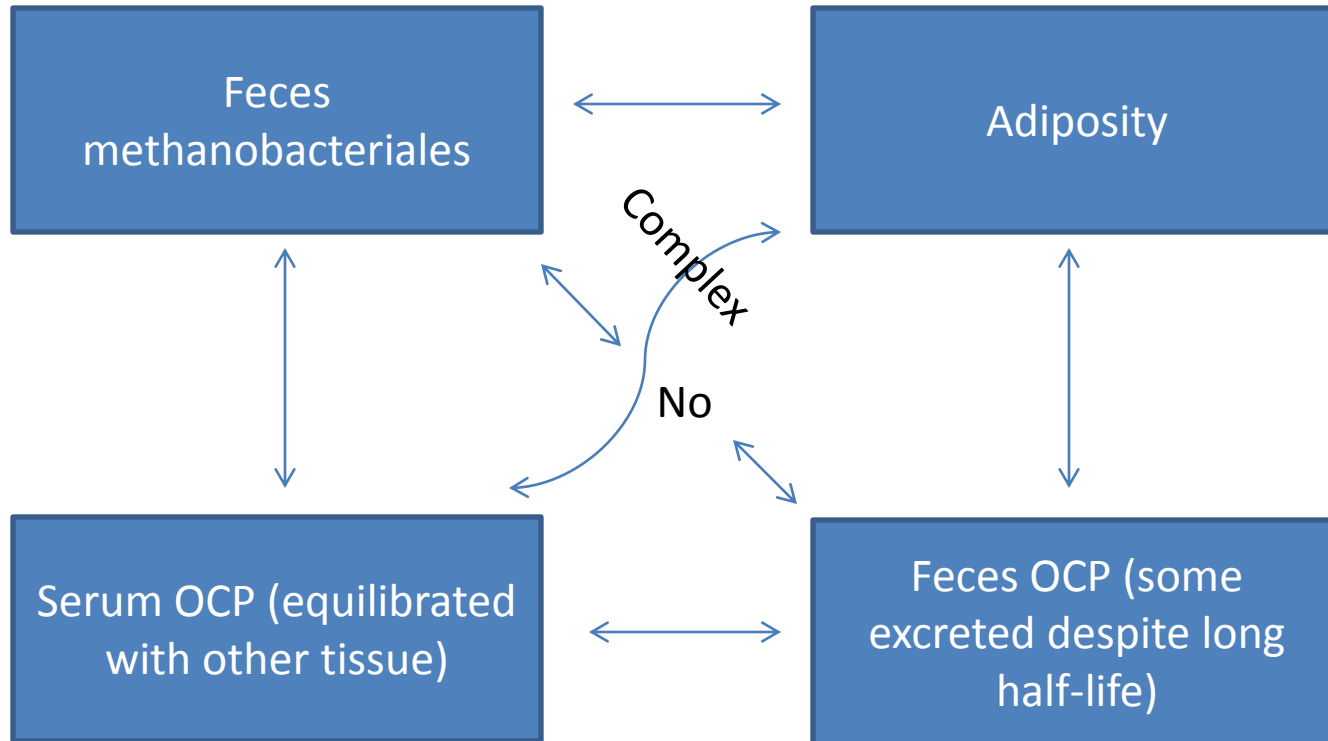 Feces
methanobacteriales
Adiposity
Complex
No
Serum OCP (equilibrated
with other tissue)
Feces OCP (some
excreted despite long
half-life)